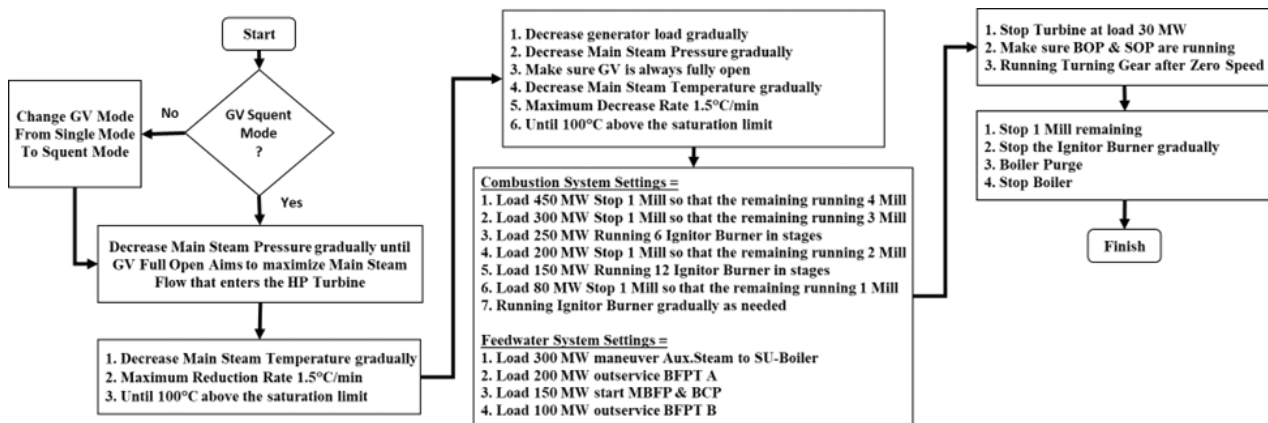 Start
GV Squent
Mode
?
No
Change GV Mode
From Single Mode
To Squent Mode
Yes
Decrease Main Steam Pressure gradually until
GV Full Open Aims to maximize Main Steam
Flow that enters the HP Turbine
1. Decrease Main Steam Temperature gradually
2. Maximum Reduction Rate 1.5°C/min
3. Until 100°C above the saturation limit
1. Decrease generator load gradually
2. Decrease Main Steam Pressure gradually
3. Make sure GV is always fully open
4. Decrease Main Steam Temperature gradually
5. Maximum Decrease Rate 1.5°C/min
6. Until 100°C above the saturation limit
Combustion System Settings =
1. Load 450 MW Stop 1 Mill so that the remaining running 4 Mill
2. Load 300 MW Stop 1 Mill so that the remaining running 3 Mill
3. Load 250 MW Running 6 Ignitor Burner in stages
4. Load 200 MW Stop 1 Mill so that the remaining running 2 Mill
5. Load 150 MW Running 12 Ignitor Burner in stages
6. Load 80 MW Stop 1 Mill so that the remaining running 1 Mill
7. Running Ignitor Burner gradually as needed
Feedwater System Settings =
1. Load 300 MW maneuver Aux.Steam to SU-Boiler
2. Load 200 MW outservice BFPT A
3. Load 150 MW start MBFP & BCP
4. Load 100 MW outservice BFPT B
1. Stop Turbine at load 30 MW
2. Make sure BOP & SOP are running
3. Running Turning Gear after Zero Speed
1. Stop 1 Mill remaining
2. Stop the Ignitor Burner gradually
3. Boiler Purge
4. Stop Boiler
Finish